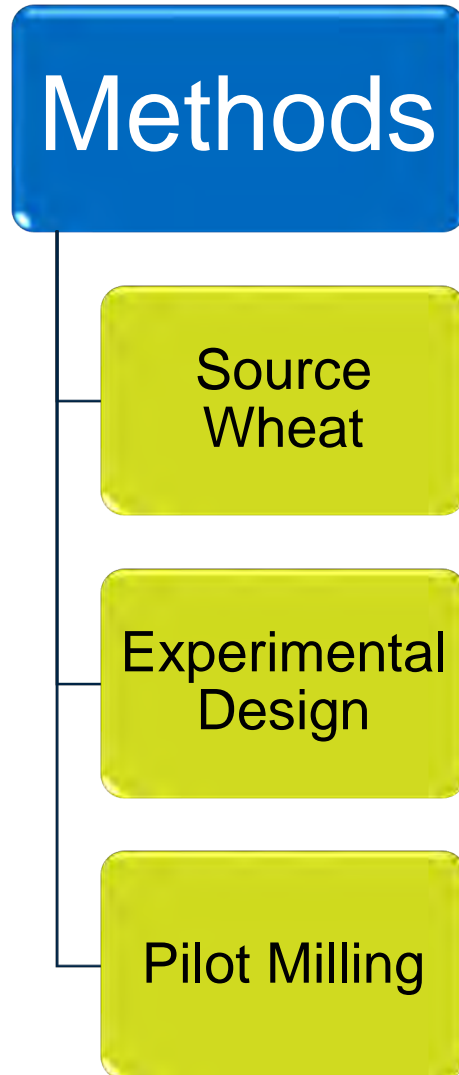 Methods
Source
Wheat
Experimental
Design
Pilot Milling